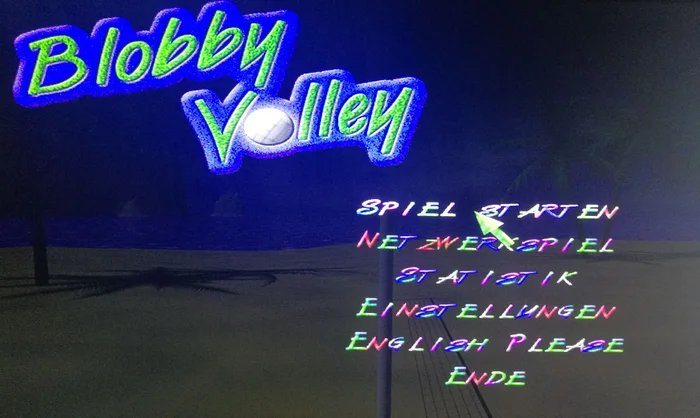 Blobby
Volley
SPIEL STARTEN
NETZWERKSPIEL
STATISTIK
EINSTELLUNGEN
ENGLISH PLEASE
ENDE